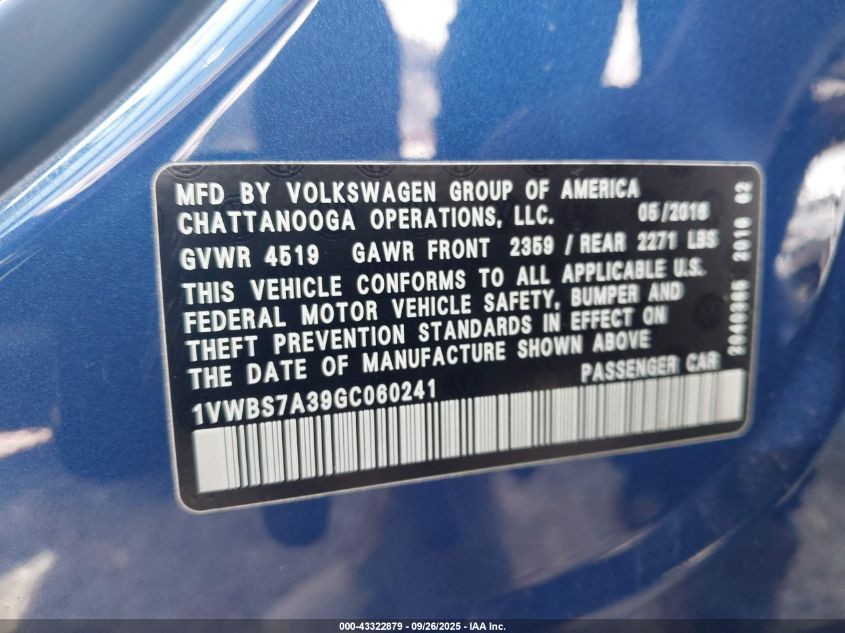 MFD BY VOLKSWAGEN GROUP OF AMERICA
CHATTANOOGA OPERATIONS, LLC. 05/2016
GVWR 4519 GAWR FRONT 2359 / REAR 2271 LBS
THIS VEHICLE CONFORMS TO ALL APPLICABLE U.S.
FEDERAL MOTOR VEHICLE SAFETY, BUMPER AND
THEFT PREVENTION STANDARDS IN EFFECT ON
THE DATE OF MANUFACTURE SHOWN ABOVE
PASSENGER CAR
1VWBS7A39GC060241
2016 62
000-43322879 - 09/26/2025 - IAA Inc.